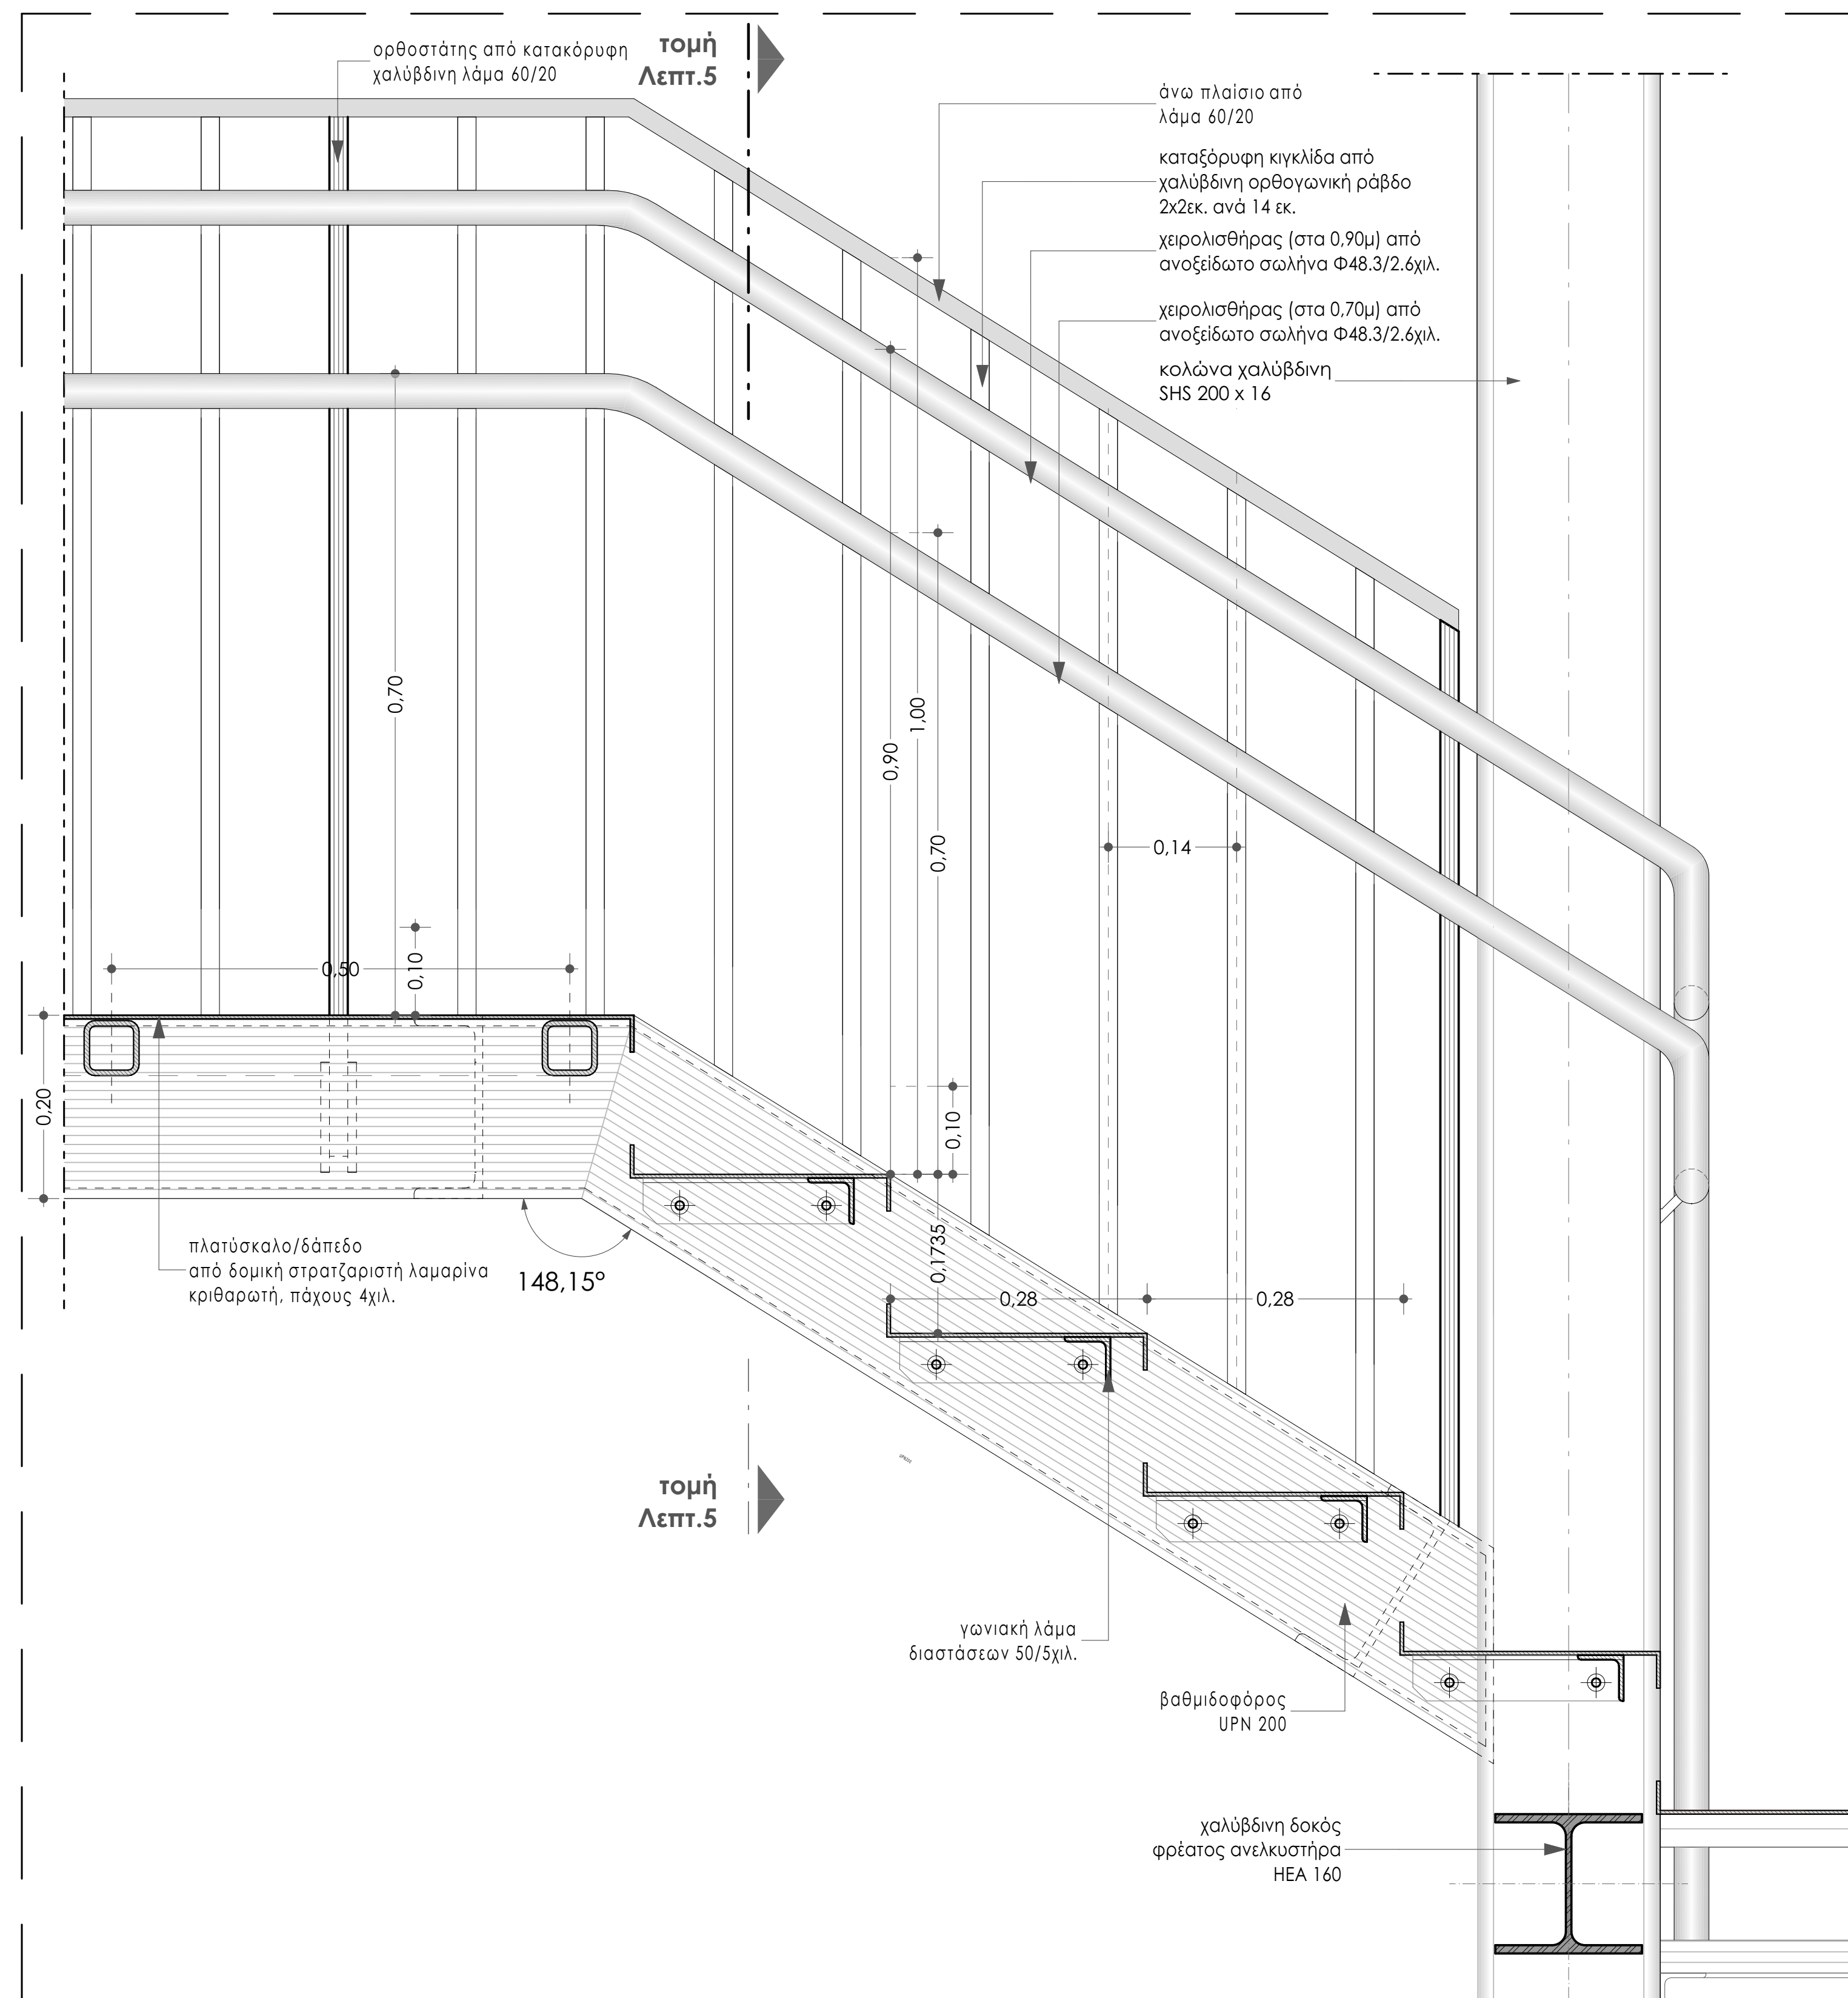 ορθοστάτης από κατακόρυφη
χαλύβδινη λάμα 60/20
τομή
Λεπτ.5
άνω πλαίσιο από
λάμα 60/20
καταξόρυφη κιγκλίδα από
χαλύβδινη ορθογωνική ράβδο
2x2εκ. ανά 14 εκ.
χειρολισθήρας (στα 0,90μ) από
ανοξείδωτο σωλήνα Φ48.3/2.6χιλ.
χειρολισθήρας (στα 0,70μ) από
ανοξείδωτο σωλήνα Φ48.3/2.6χιλ.
κολώνα χαλύβδινη
SHS 200 x 16
0,70
1,00
0,90
0,70
0,14
0,50
0,10
0,20
0,10
πλατύσκαλο/δάπεδο
από δομική στρατζαριστή λαμαρίνα
κριθαρωτή, πάχους 4χιλ.
148,15°
0,1735
0,28
0,28
τομή
Λεπτ.5
γωνιακή λάμα
διαστάσεων 50/5χιλ.
βαθμιδοφόρος
UPN 200
χαλύβδινη δοκός
φρέατος ανελκυστήρα
HEA 160